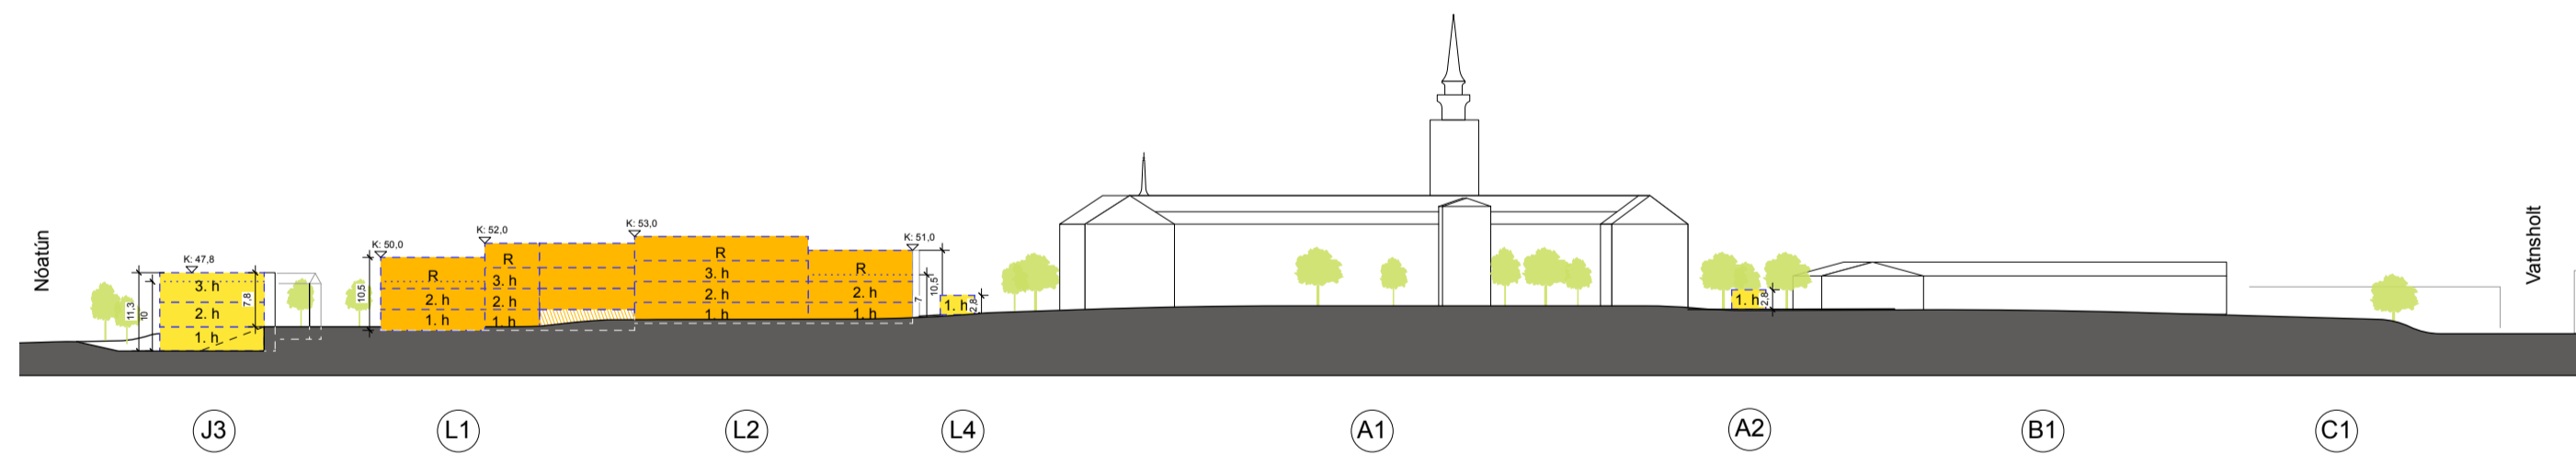 Nóatún
K: 47,8
11,3
10
7,8
3. h
2. h
1. h
K: 50,0
10,5
R
2. h
1. h
K: 52,0
R
3. h
2. h
1. h
K: 53,0
R
3. h
2. h
1. h
K: 51,0
R
2. h
1. h
7
10,5
1. h
2,8
1. h
2,8
Vatnsholt
J3
L1
L2
L4
A1
A2
B1
C1